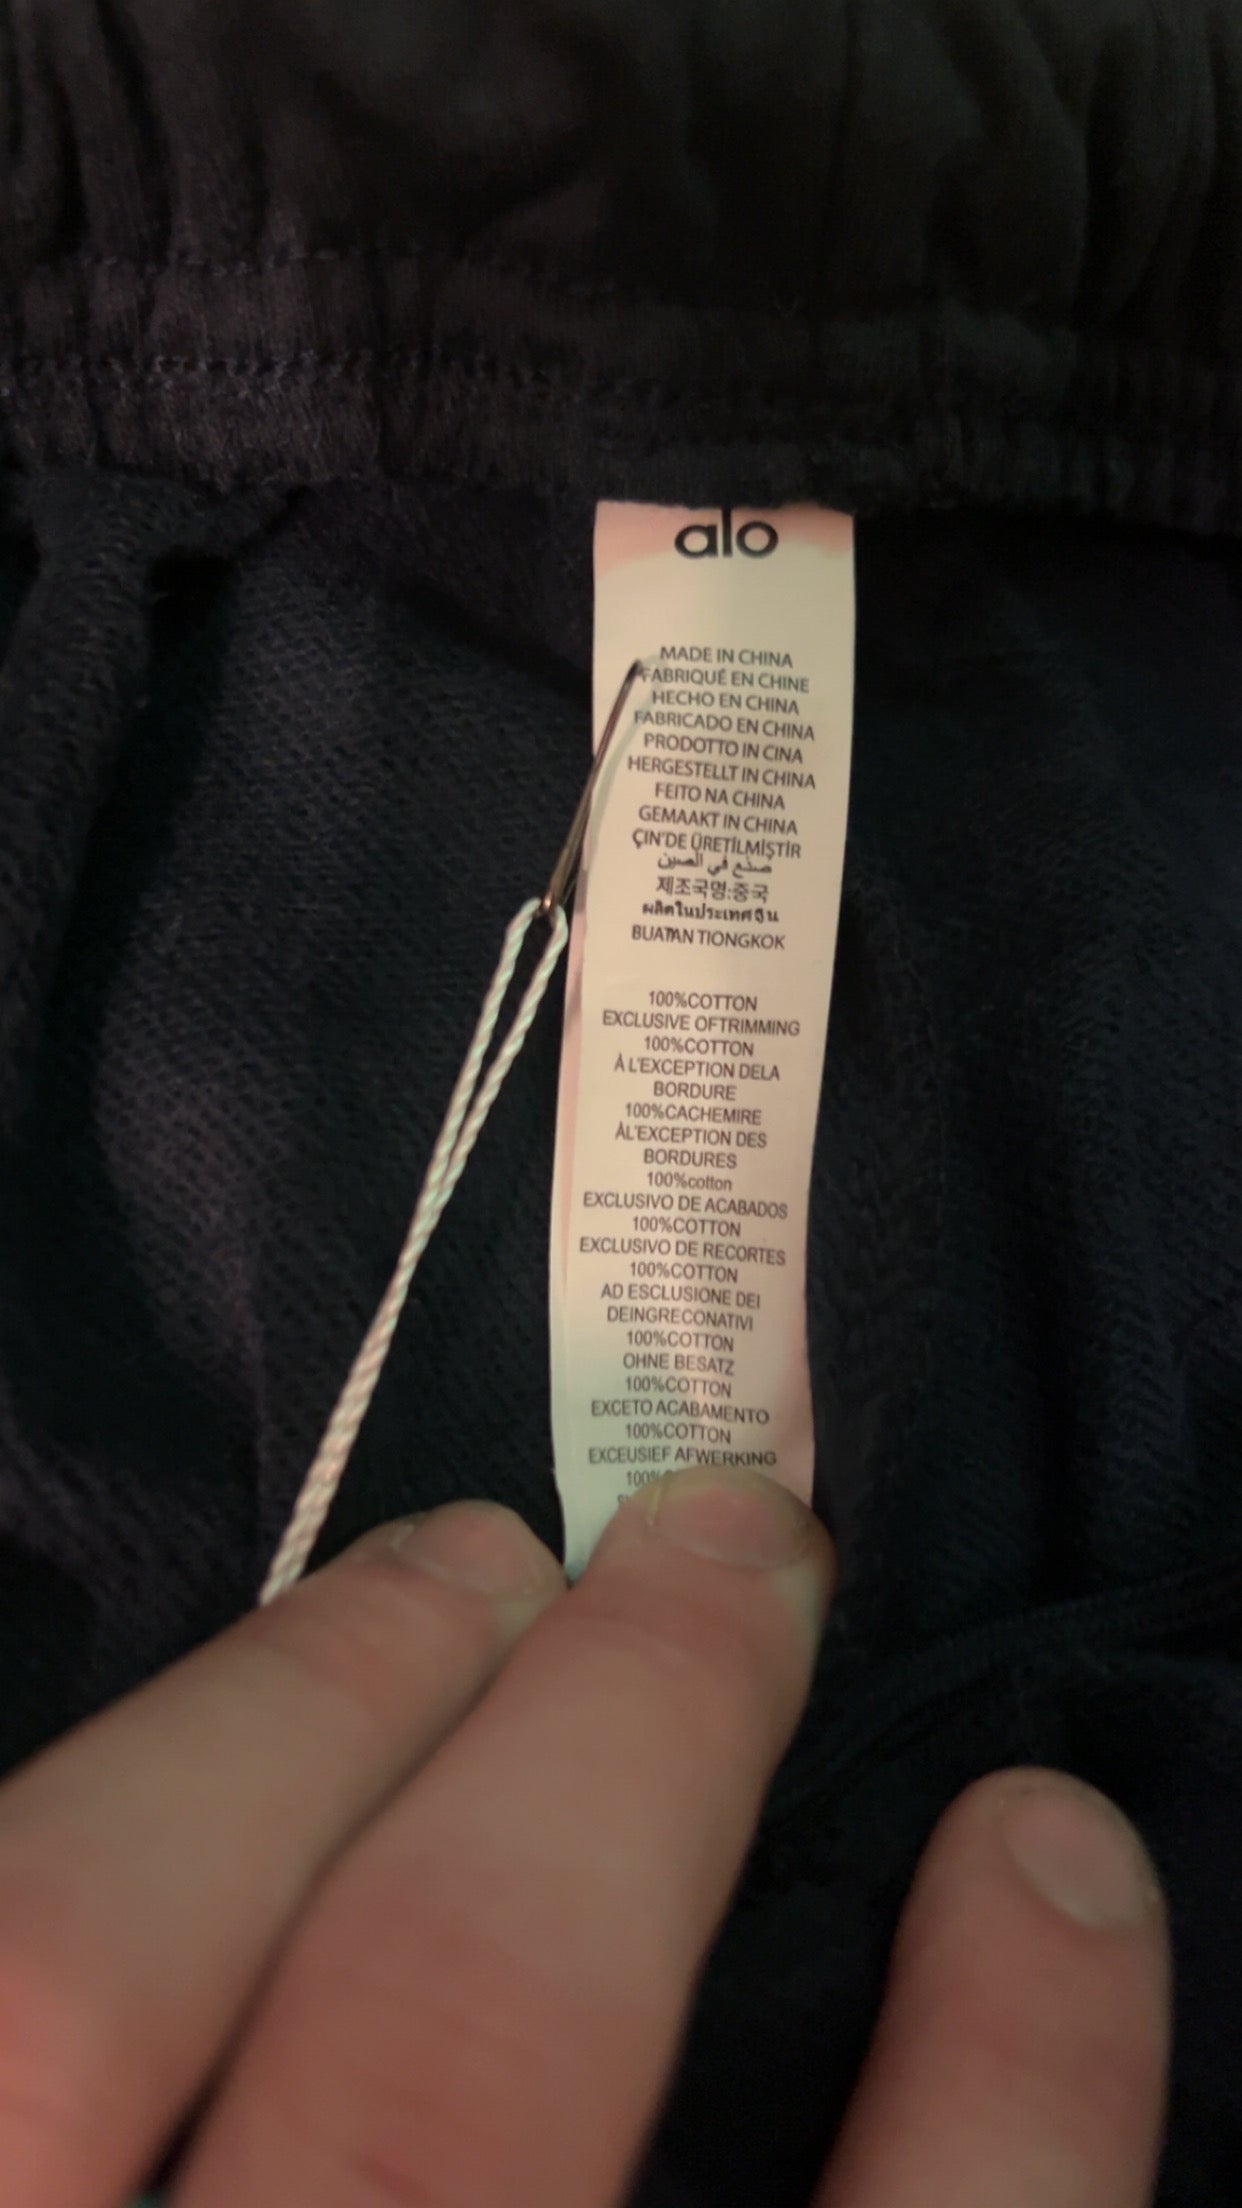 alo
MADE IN CHINA
FABRIQUÉ EN CHINE
HECHO EN CHINA
FABRICADO EN CHINA
PRODOTTO IN CINA
HERGESTELLT IN CHINA
FEITO NA CHINA
GEMAAKT IN CHINA
ÇIN'DE ÜRETİLMİŞTİR
صنع في الصين
제조국명:중국
ผลิตในประเทศจีน
BUATAN TIONGKOK
100%COTTON
EXCLUSIVE OFTRIMMING
100%COTTON
À L'EXCEPTION DELA
BORDURE
100%CACHEMIRE
ÀL'EXCEPTION DES
BORDURES
100%cotton
EXCLUSIVO DE ACABADOS
100%COTTON
EXCLUSIVO DE RECORTES
100%COTTON
AD ESCLUSIONE DEI
DEINGRECONATIVI
100%COTTON
OHNE BESATZ
100%COTTON
EXCETO ACABAMENTO
100%COTTON
EXCEUSIEF AFWERKING
100%